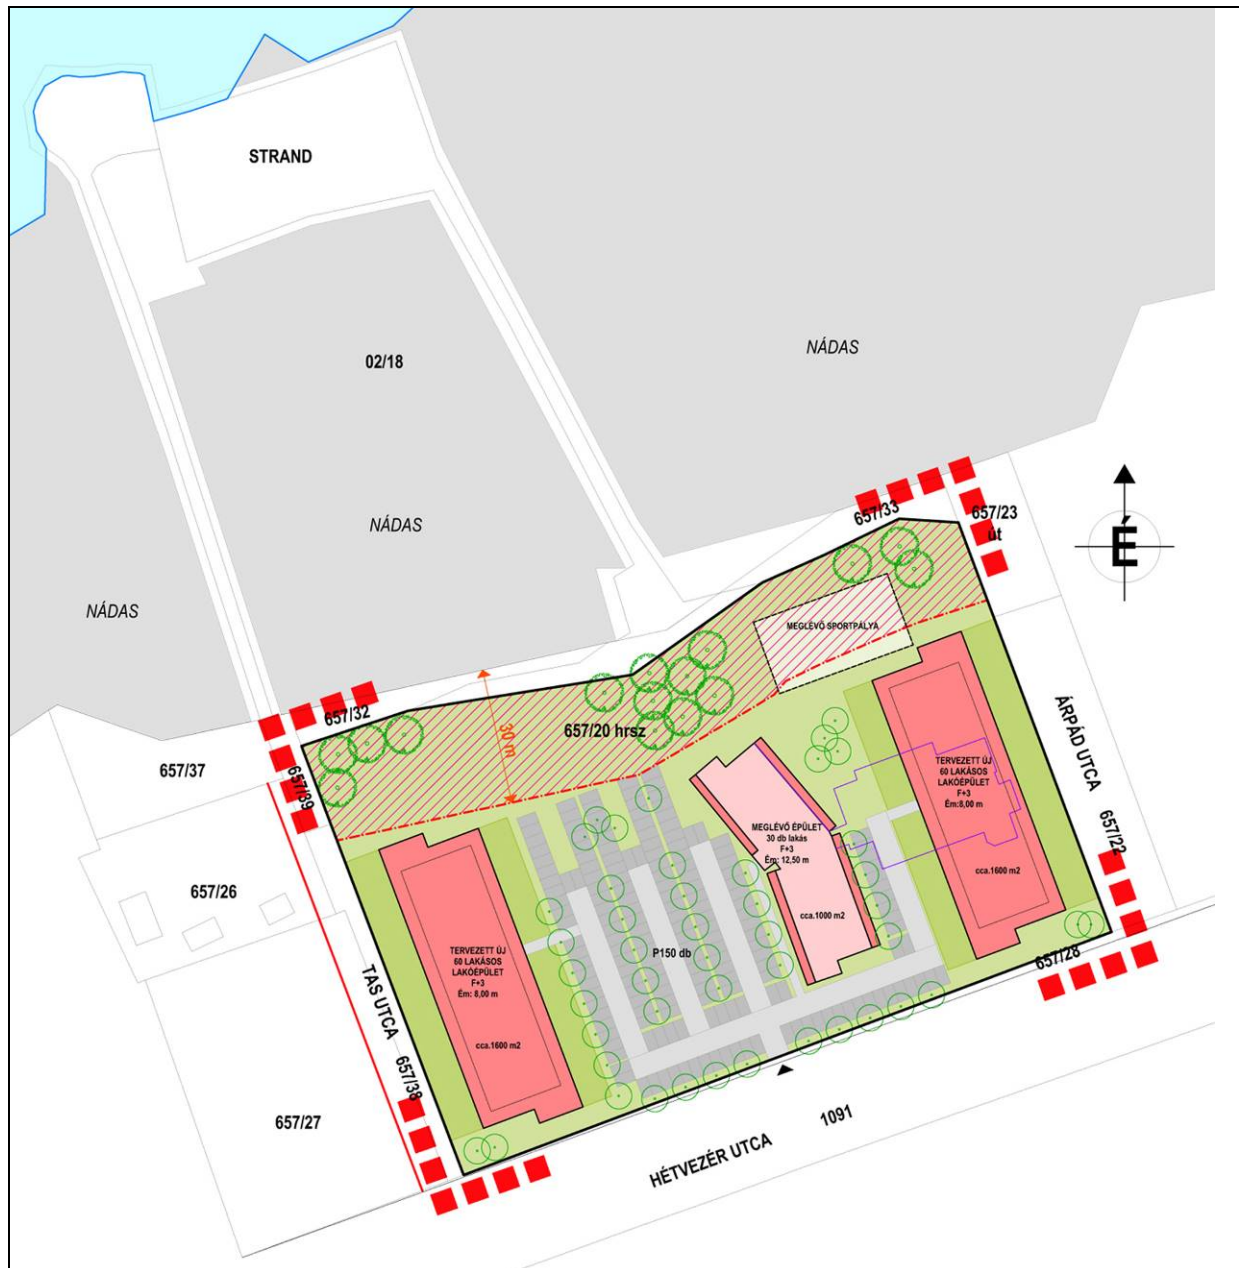 STRAND
02/18
NÁDAS
NÁDAS
NÁDAS
657/33
657/23
út
É
MEGLÉVŐ SPORTPÁLYA
657/32
30 m
657/20 hrsz
657/37
657/39
ÁRPÁD UTCA
TERVEZETT ÚJ
60 LAKÁSOS
LAKÓÉPÜLET
F+3
Ém:8,00 m
cca.1600 m2
657/22
MEGLÉVŐ ÉPÜLET
30 db lakás
F+3
Ém: 12,50 m
cca.1000 m2
657/26
P150 db
TERVEZETT ÚJ
60 LAKÁSOS
LAKÓÉPÜLET
F+3
Ém: 8,00 m
cca.1600 m2
657/28
TAS UTCA
657/38
657/27
HÉTVEZÉR UTCA
1091